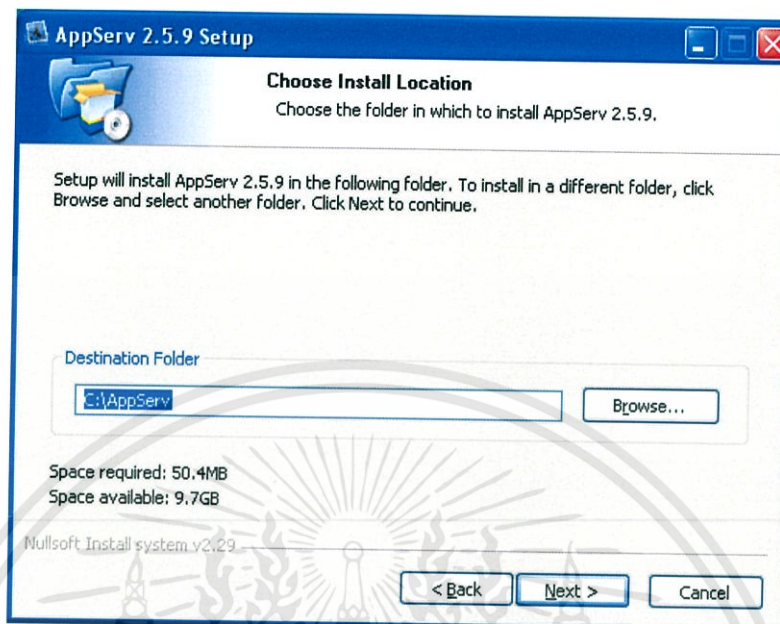 AppServ 2.5.9 Setup
Choose Install Location
Choose the folder in which to install AppServ 2.5.9.
Setup will install AppServ 2.5.9 in the following folder. To install in a different folder, click
Browse and select another folder. Click Next to continue.
Destination Folder
C:\AppServ
Browse...
Space required: 50.4MB
Space available: 9.7GB
Nullsoft Install system v2.29
< Back
Next >
Cancel